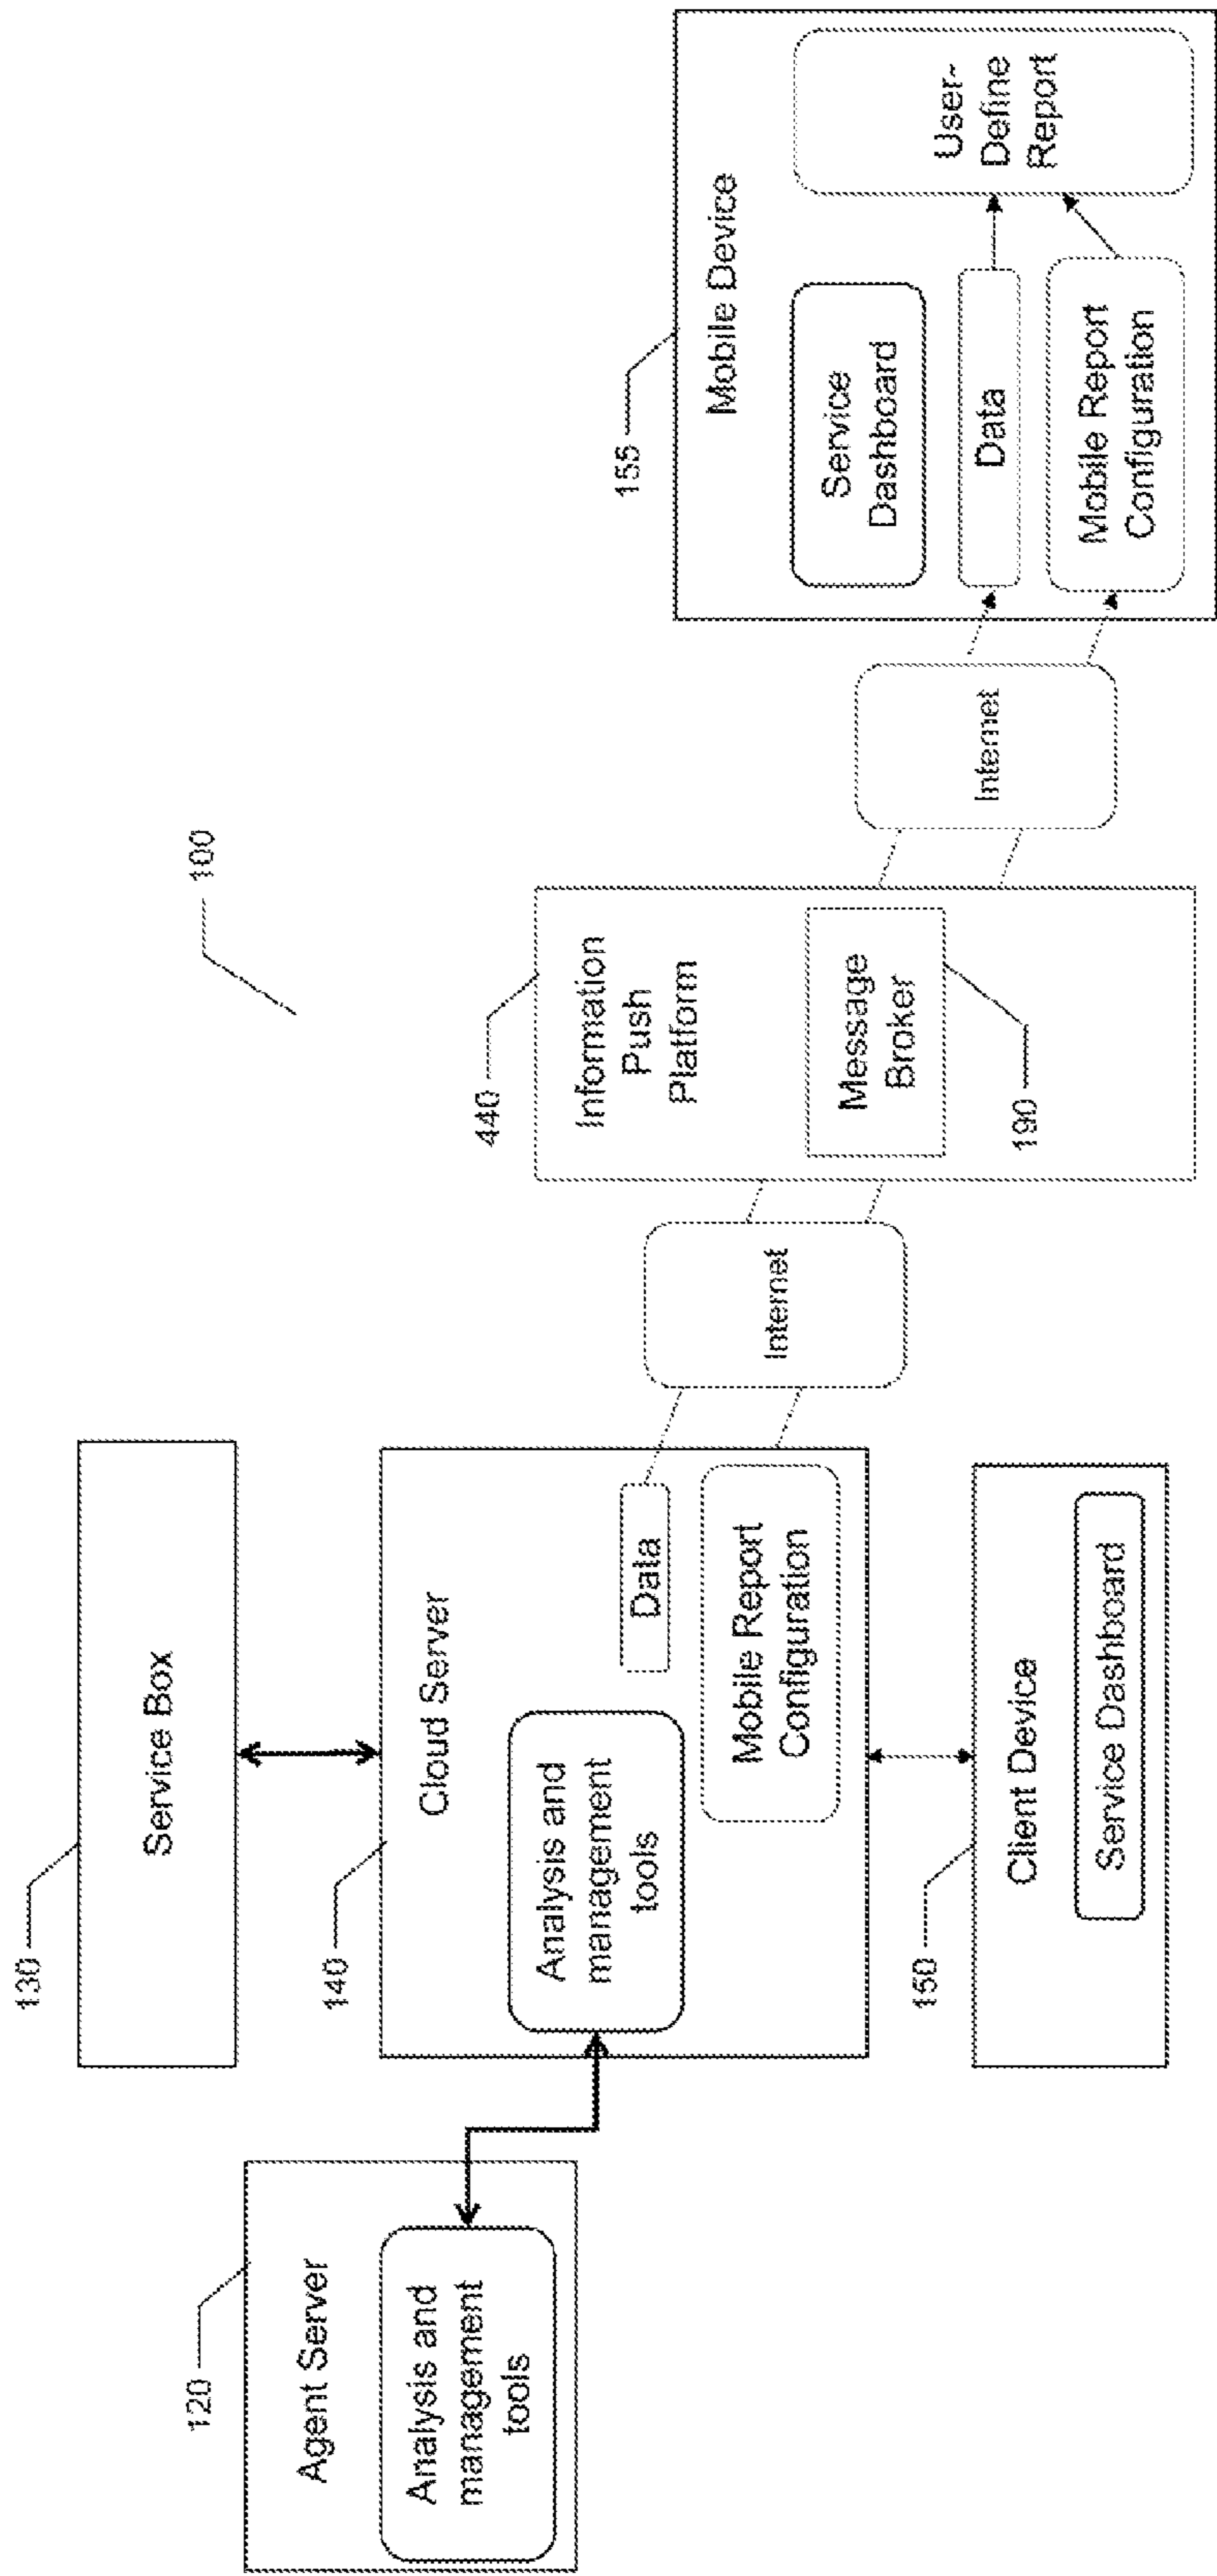 100
130
Service Box
120
Agent Server
Analysis and
management
tools
140
Cloud Server
Analysis and
management
tools
Data
Mobile Report
Configuration
150
Client Device
Service Dashboard
Internet
440
Information
Push
Platform
Message
Broker
190
Internet
155
Mobile Device
Service
Dashboard
Data
Mobile Report
Configuration
User-
Define
Report